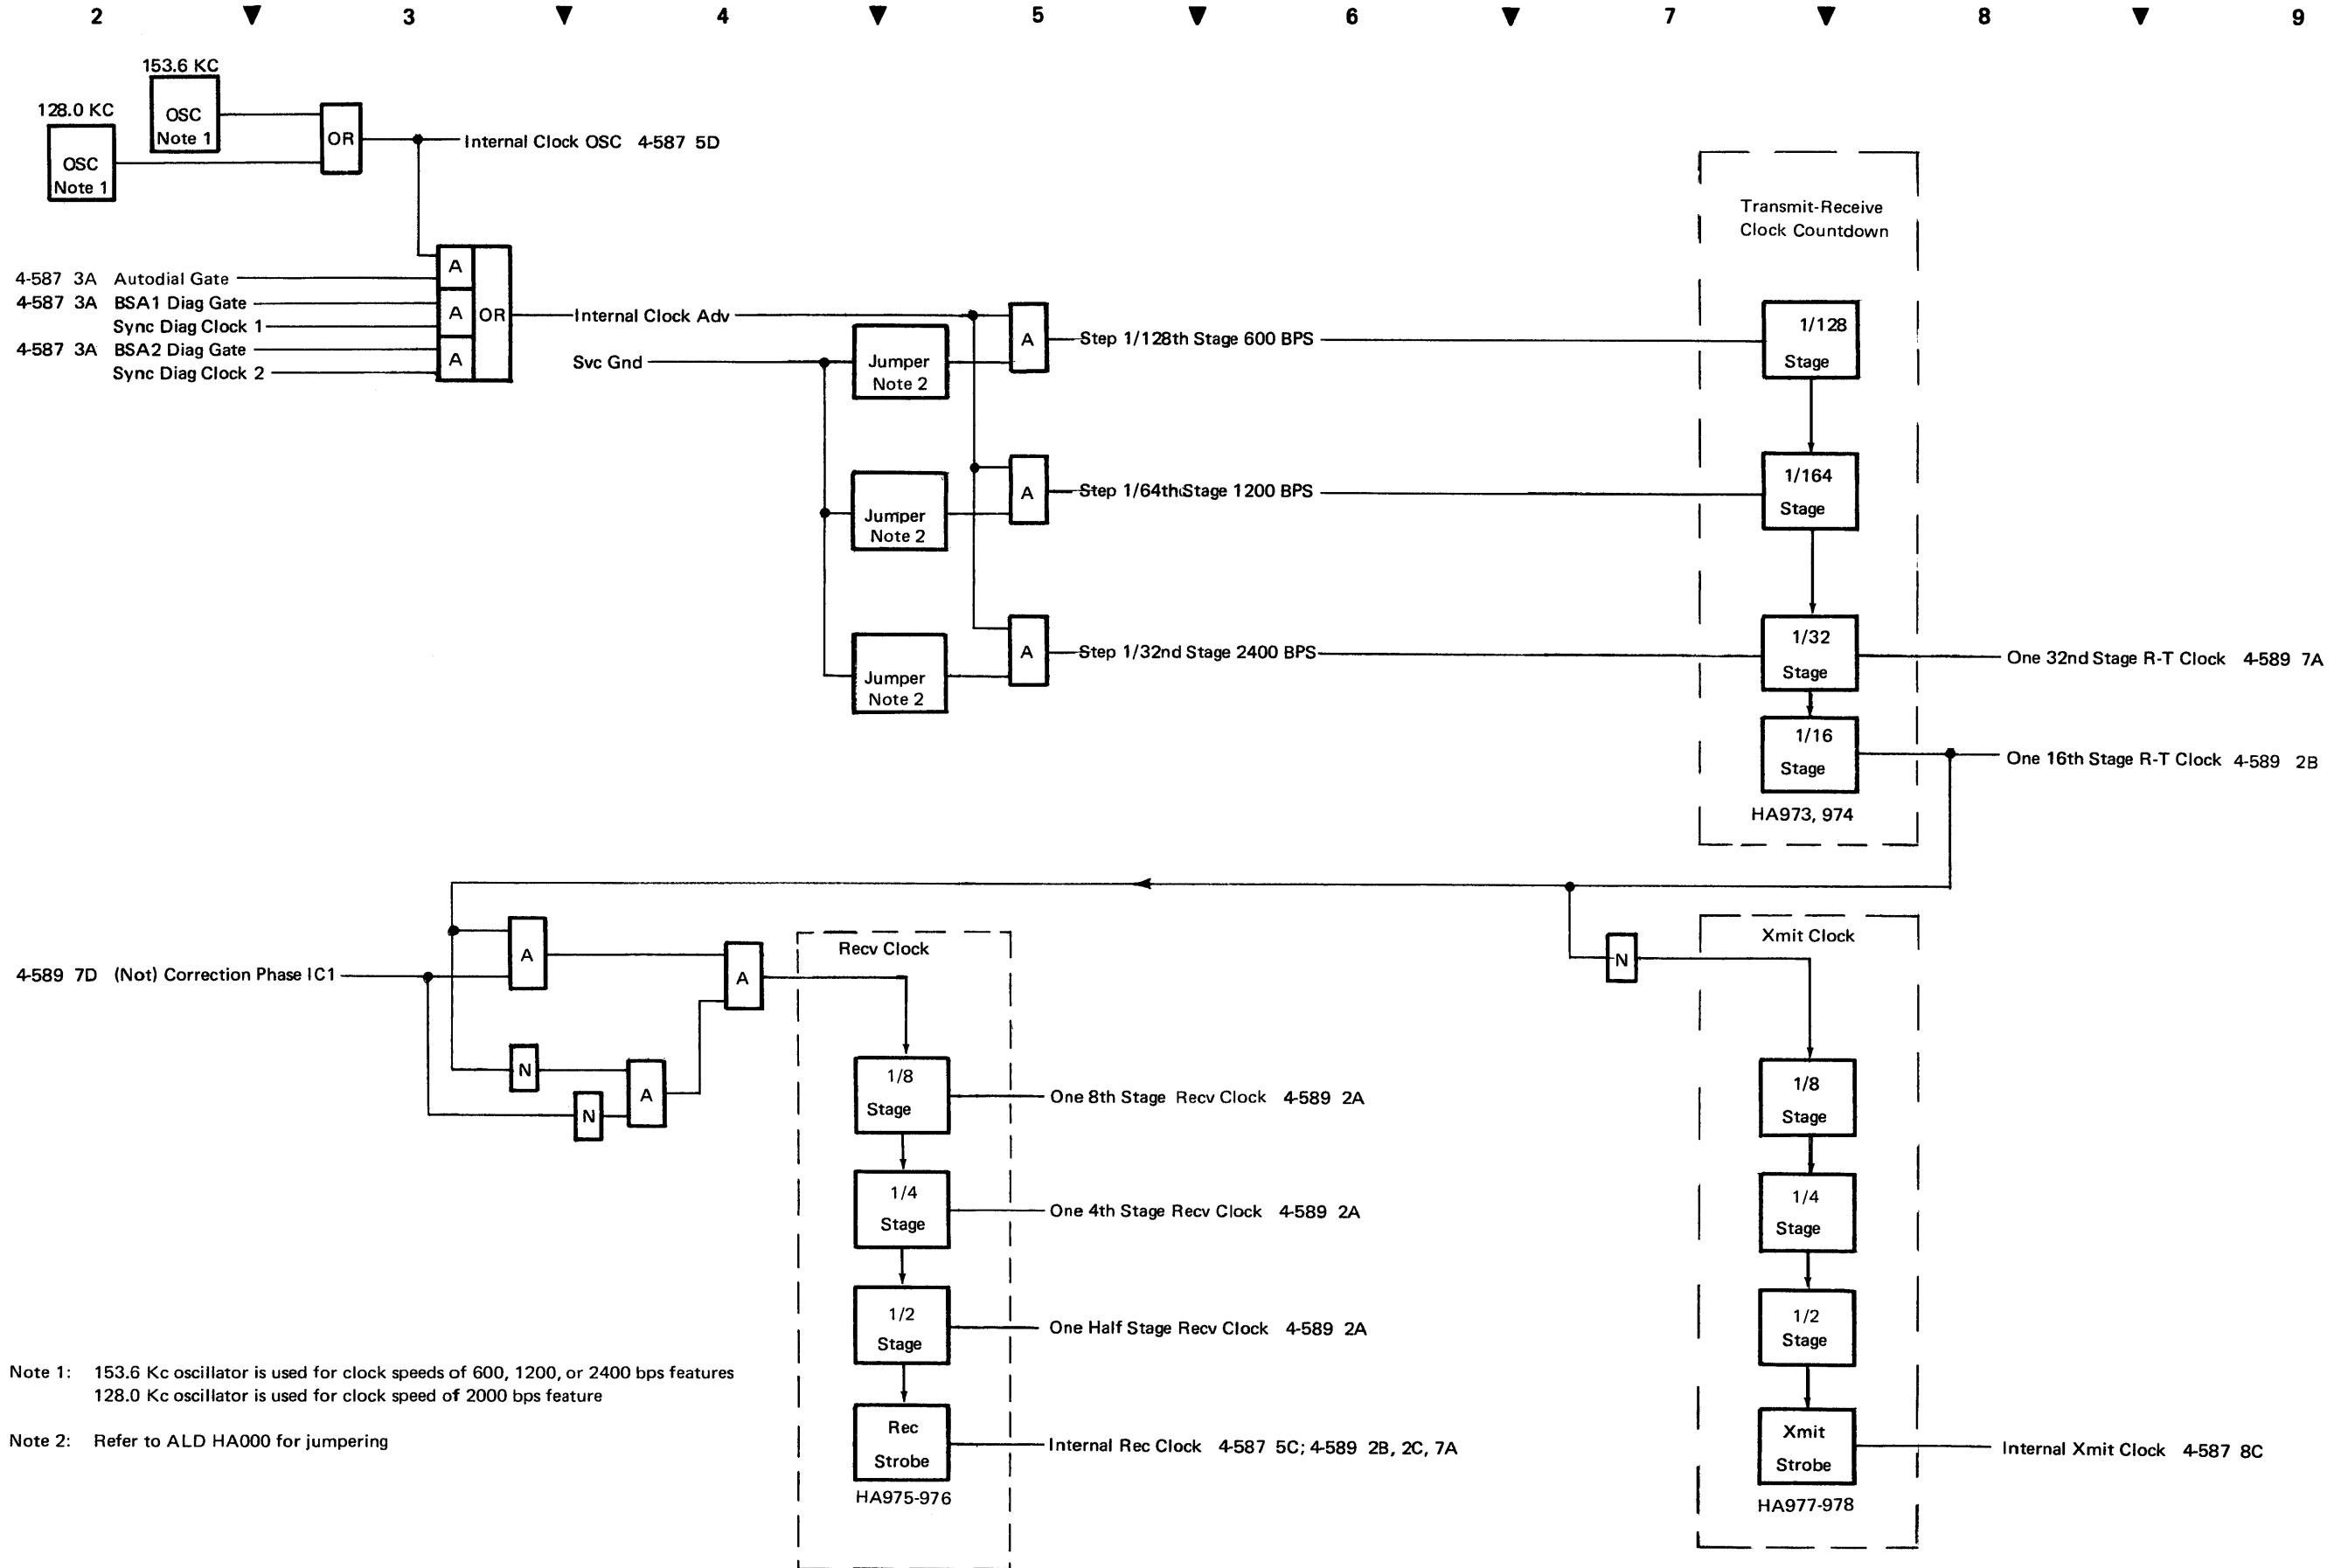 2 ▼ 3 ▼ 4 ▼ 5 ▼ 6 ▼ 7 ▼ 8 ▼ 9
153.6 KC
OSC
Note 1
128.0 KC
OSC
Note 1
OR
Internal Clock OSC 4-587 5D
4-587 3A Autodial Gate
4-587 3A BSA1 Diag Gate
Sync Diag Clock 1
4-587 3A BSA2 Diag Gate
Sync Diag Clock 2
A
A
A
OR
Internal Clock Adv
Svc Gnd
Jumper
Note 2
A
Step 1/128th Stage 600 BPS
Jumper
Note 2
A
Step 1/64th Stage 1200 BPS
Jumper
Note 2
A
Step 1/32nd Stage 2400 BPS
Transmit-Receive
Clock Countdown
1/128
Stage
1/164
Stage
1/32
Stage
One 32nd Stage R-T Clock 4-589 7A
1/16
Stage
One 16th Stage R-T Clock 4-589 2B
HA973, 974
4-589 7D (Not) Correction Phase IC1
A
N
N
A
A
Recv Clock
1/8
Stage
One 8th Stage Recv Clock 4-589 2A
1/4
Stage
One 4th Stage Recv Clock 4-589 2A
1/2
Stage
One Half Stage Recv Clock 4-589 2A
Rec
Strobe
Internal Rec Clock 4-587 5C; 4-589 2B, 2C, 7A
HA975-976
N
Xmit Clock
1/8
Stage
1/4
Stage
1/2
Stage
Xmit
Strobe
Internal Xmit Clock 4-587 8C
HA977-978
Note 1: 153.6 Kc oscillator is used for clock speeds of 600, 1200, or 2400 bps features
128.0 Kc oscillator is used for clock speed of 2000 bps feature
Note 2: Refer to ALD HA000 for jumpering